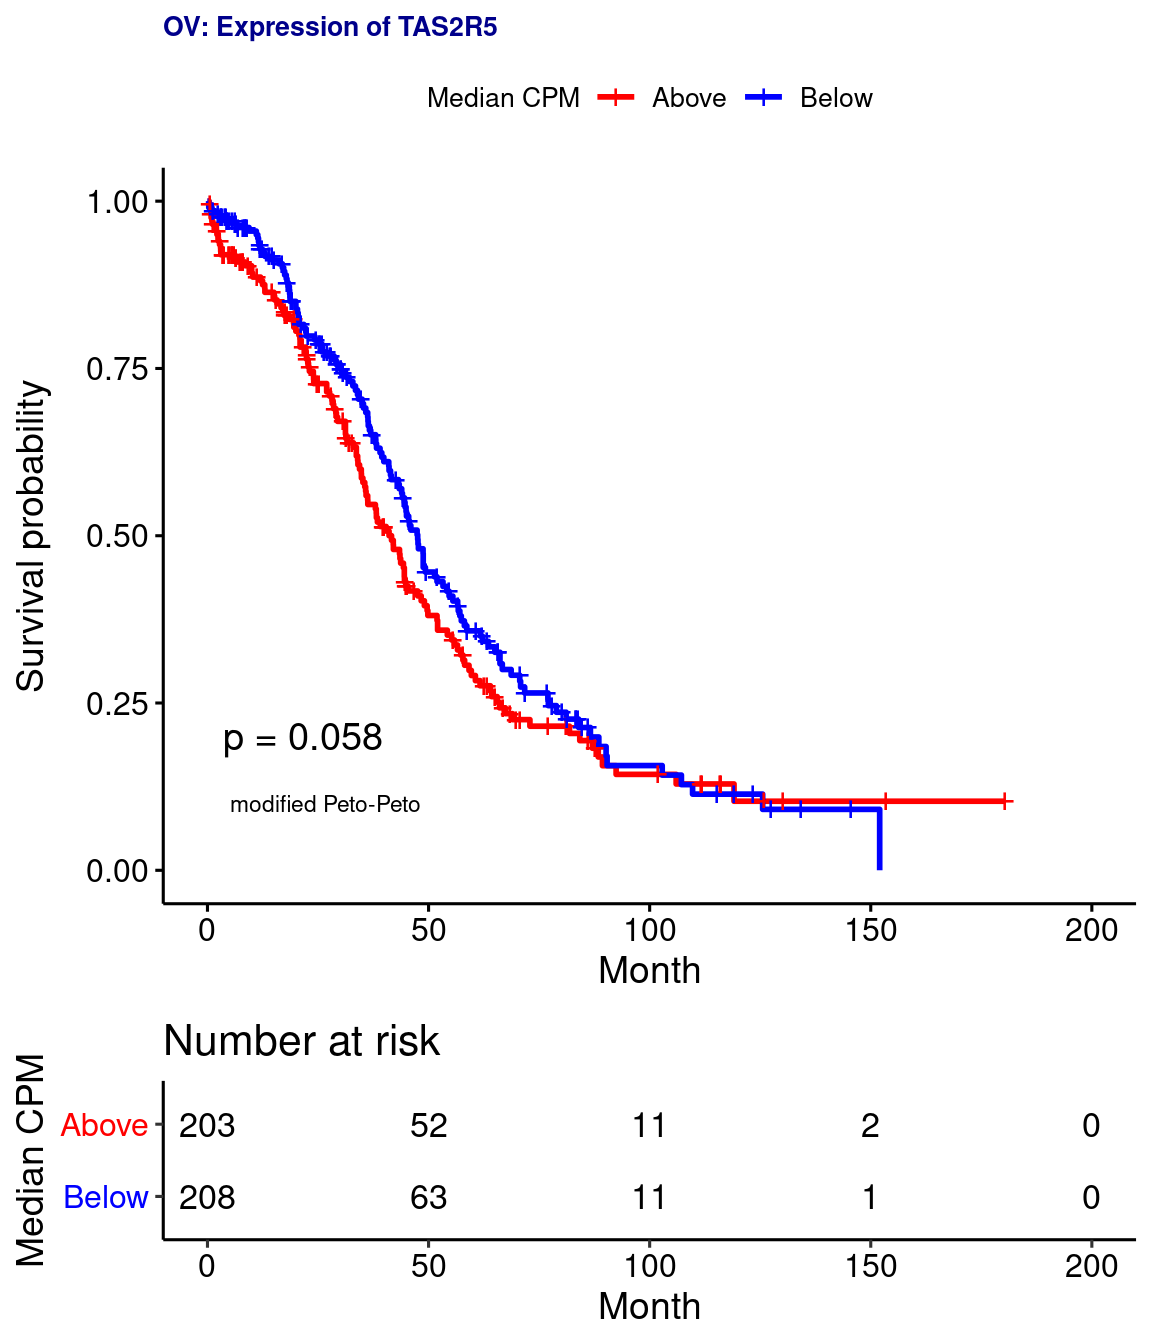 OV: Expression of TAS2R5
Median CPM Above Below
Survival probability
1.00
0.75
0.50
0.25
0.00
p = 0.058
modified Peto-Peto
0 50 100 150 200
Month
Number at risk
Median CPM
Above 203 52 11 2 0
Below 208 63 11 1 0
0 50 100 150 200
Month